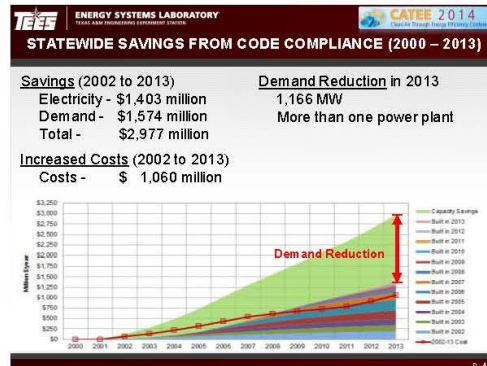 TEES
ENERGY SYSTEMS LABORATORY
TEXAS A&M ENGINEERING EXPERIMENT STATION
CATEE 2014
Clean Air Through Energy Efficiency Conference
STATEWIDE SAVINGS FROM CODE COMPLIANCE (2000 – 2013)
Savings (2002 to 2013)
Electricity - $1,403 million
Demand - $1,574 million
Total - $2,977 million
Increased Costs (2002 to 2013)
Costs - $ 1,060 million
Demand Reduction in 2013
1,166 MW
More than one power plant
$3,250
$3,000
$2,750
$2,500
$2,250
$2,000
$1,750
$1,500
$1,250
$1,000
$750
$500
$250
$0
Million $/year
2000 2001 2002 2003 2004 2005 2006 2007 2008 2009 2010 2011 2012 2013
Demand Reduction
Capacity Savings
Built in 2013
Built in 2012
Built in 2011
Built in 2010
Built in 2009
Built in 2008
Built in 2007
Built in 2006
Built in 2005
Built in 2004
Built in 2003
Built in 2002
2002-13 Cost